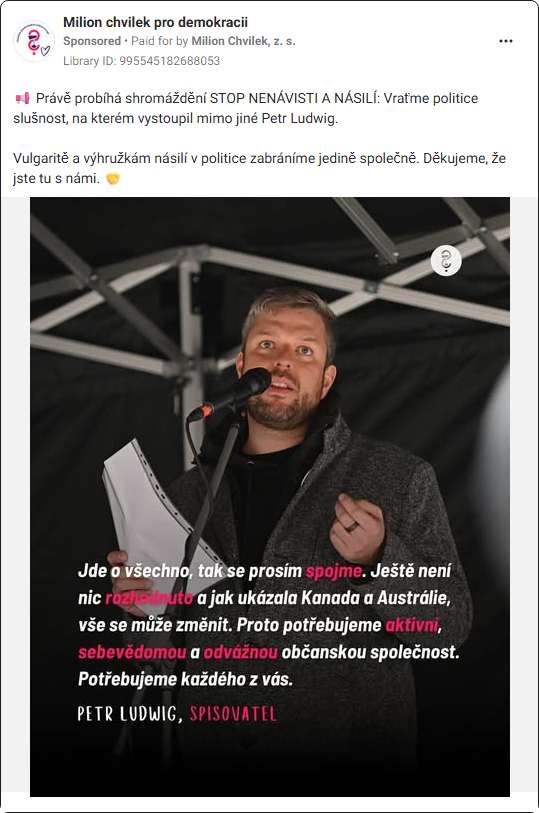 Milion chvilek pro demokracii
Sponsored • Paid for by Milion Chvilek, z. s.
Library ID: 995545182688053
Právě probíhá shromáždění STOP NENÁVISTI A NÁSILÍ: Vraťme politice
slušnost, na kterém vystoupil mimo jiné Petr Ludwig.
Vulgaritě a výhružkám násilí v politice zabráníme jedině společně. Děkujeme, že
jste tu s námi.
Jde o všechno, tak se prosím spojme. Ještě není
nic rozhodnuto a jak ukázala Kanada a Austrálie,
vše se může změnit. Proto potřebujeme aktivní,
sebevědomou a odvážnou občanskou společnost.
Potřebujeme každého z vás.
PETR LUDWIG, SPISOVATEL